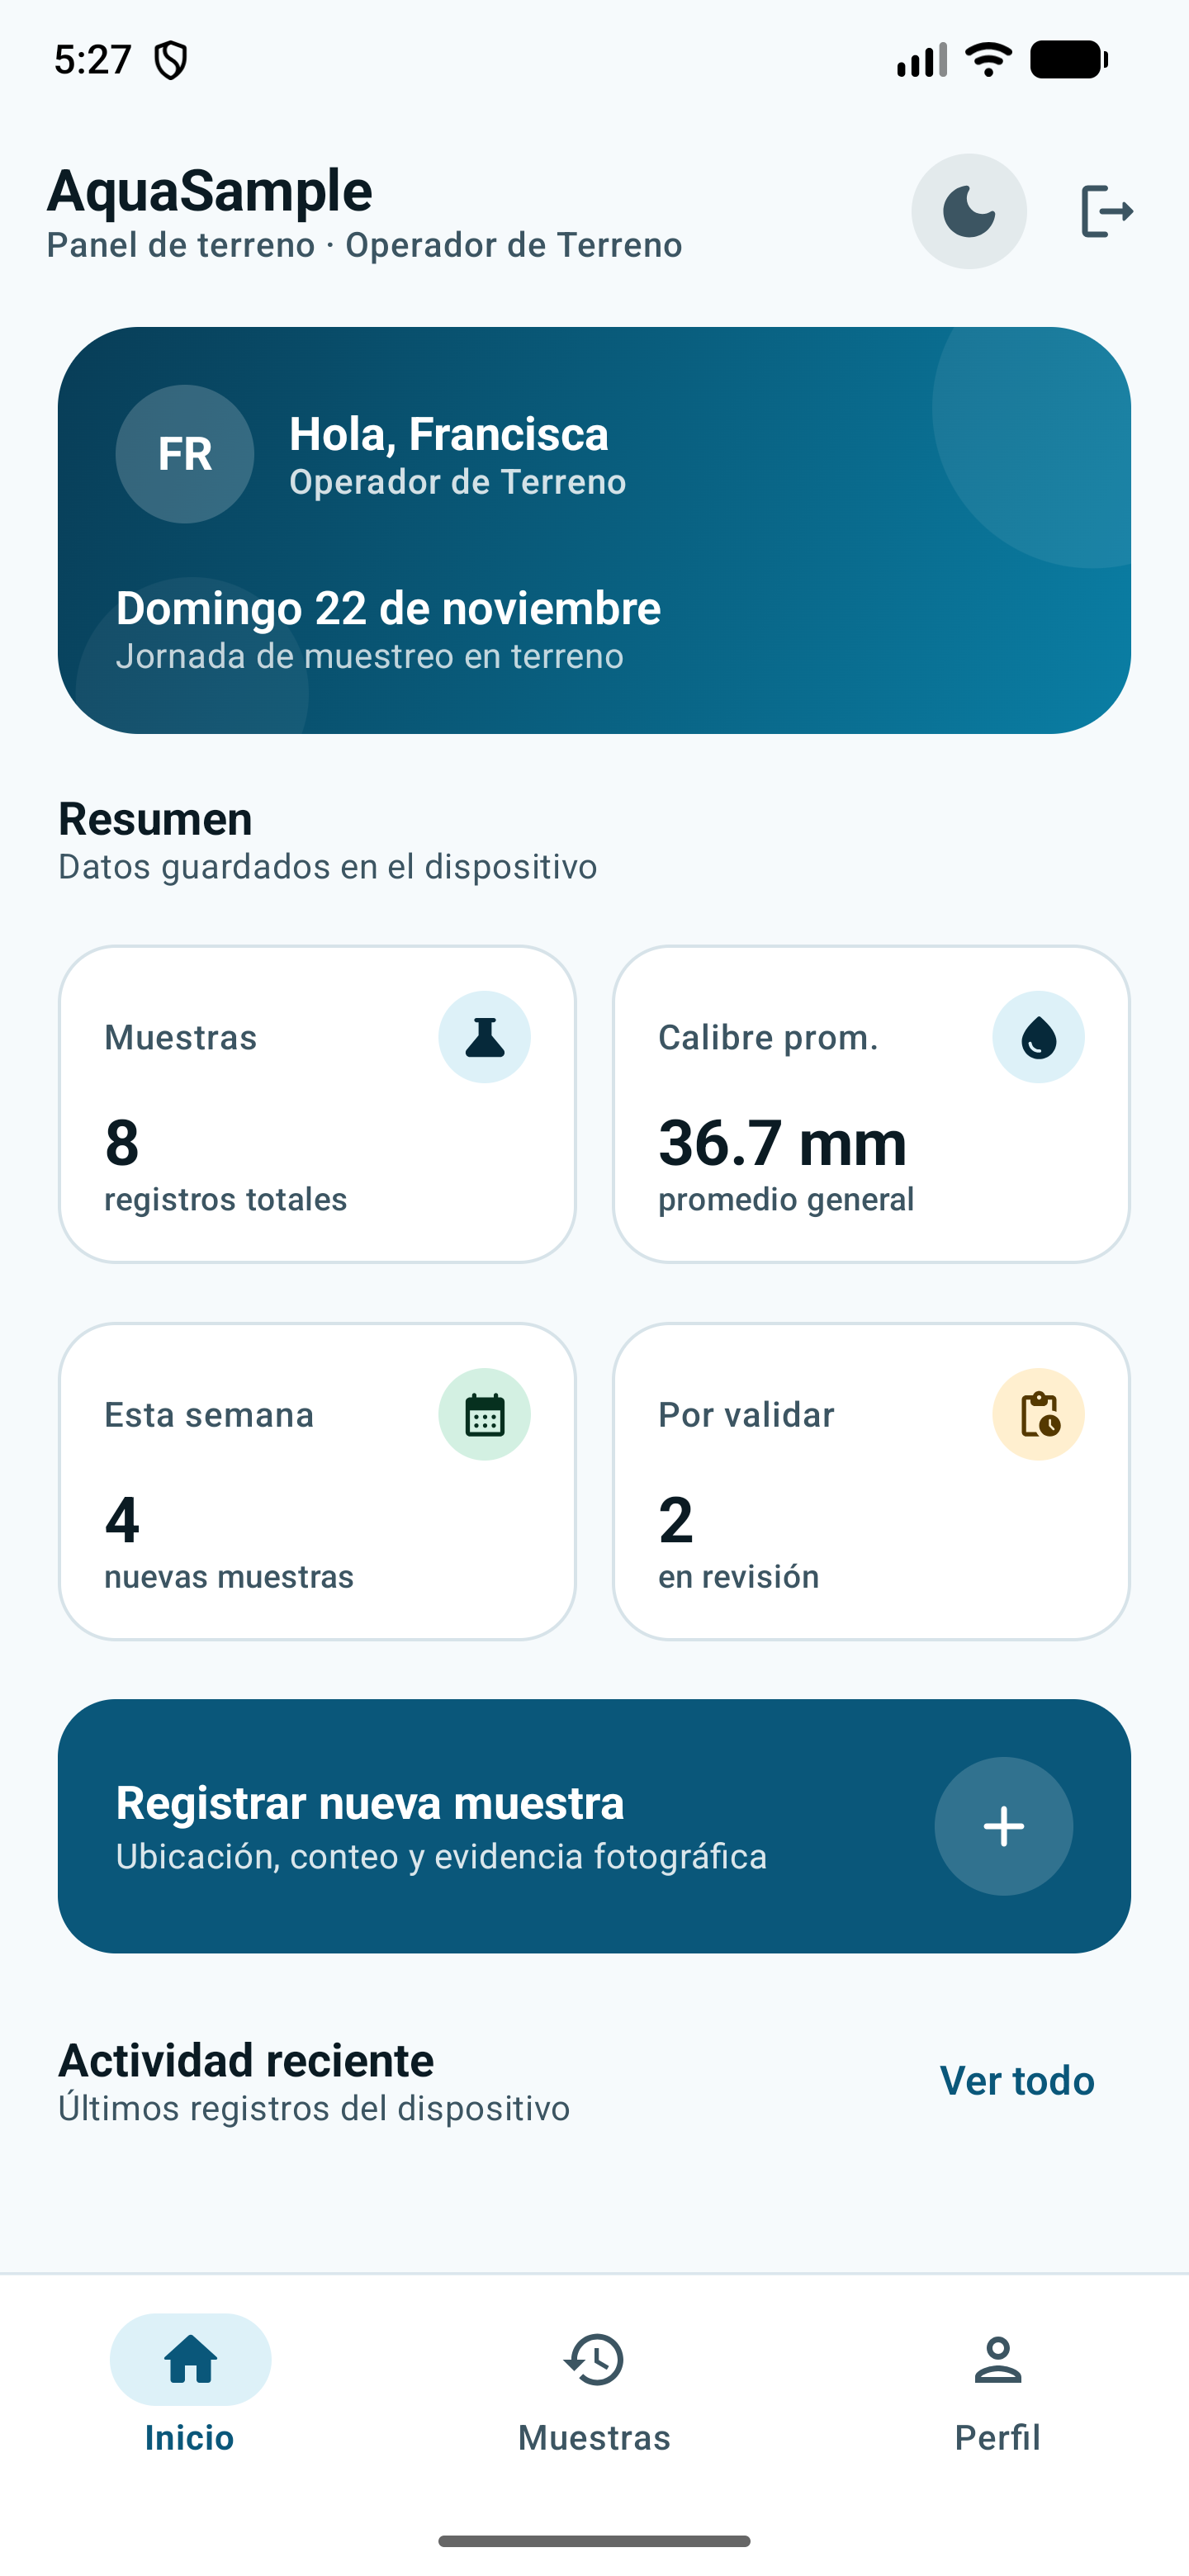 5:27
AquaSample
Panel de terreno · Operador de Terreno
FR
Hola, Francisca
Operador de Terreno
Domingo 22 de noviembre
Jornada de muestreo en terreno
Resumen
Datos guardados en el dispositivo
Muestras
8
registros totales
Calibre prom.
36.7 mm
promedio general
Esta semana
4
nuevas muestras
Por validar
2
en revisión
Registrar nueva muestra
Ubicación, conteo y evidencia fotográfica
Actividad reciente
Últimos registros del dispositivo
Ver todo
Inicio
Muestras
Perfil